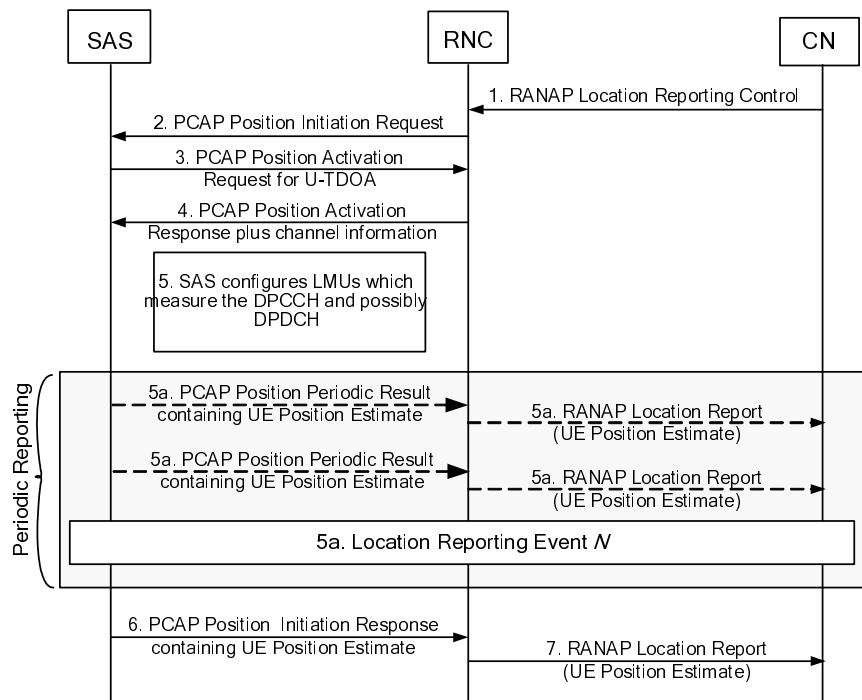 SAS
RNC
CN
1. RANAP Location Reporting Control
2. PCAP Position Initiation Request
3. PCAP Position Activation
Request for U-TDOA
4. PCAP Position Activation
Response plus channel information
5. SAS configures LMUs which
measure the DPCCH and possibly
DPDCH
Periodic Reporting
5a. PCAP Position Periodic Result
containing UE Position Estimate
5a. RANAP Location Report
(UE Position Estimate)
5a. PCAP Position Periodic Result
containing UE Position Estimate
5a. RANAP Location Report
(UE Position Estimate)
5a. Location Reporting Event N
6. PCAP Position Initiation Response
containing UE Position Estimate
7. RANAP Location Report
(UE Position Estimate)